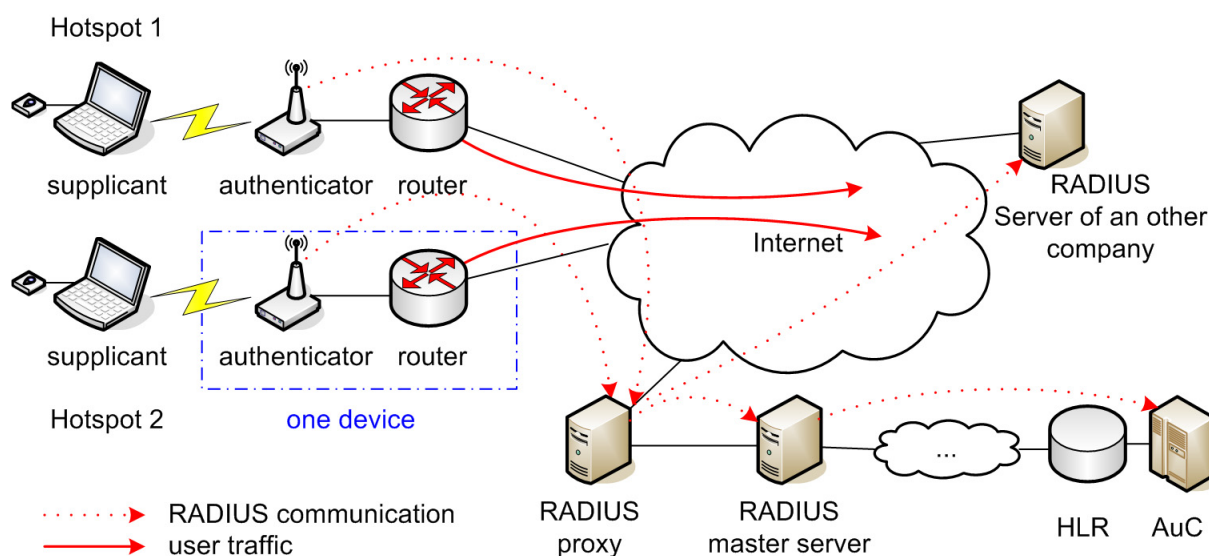 Hotspot 1
supplicant
authenticator
router
RADIUS
Server of an other
company
Internet
supplicant
authenticator
router
Hotspot 2
one device
...
RADIUS communication
user traffic
RADIUS
proxy
RADIUS
master server
HLR
AuC